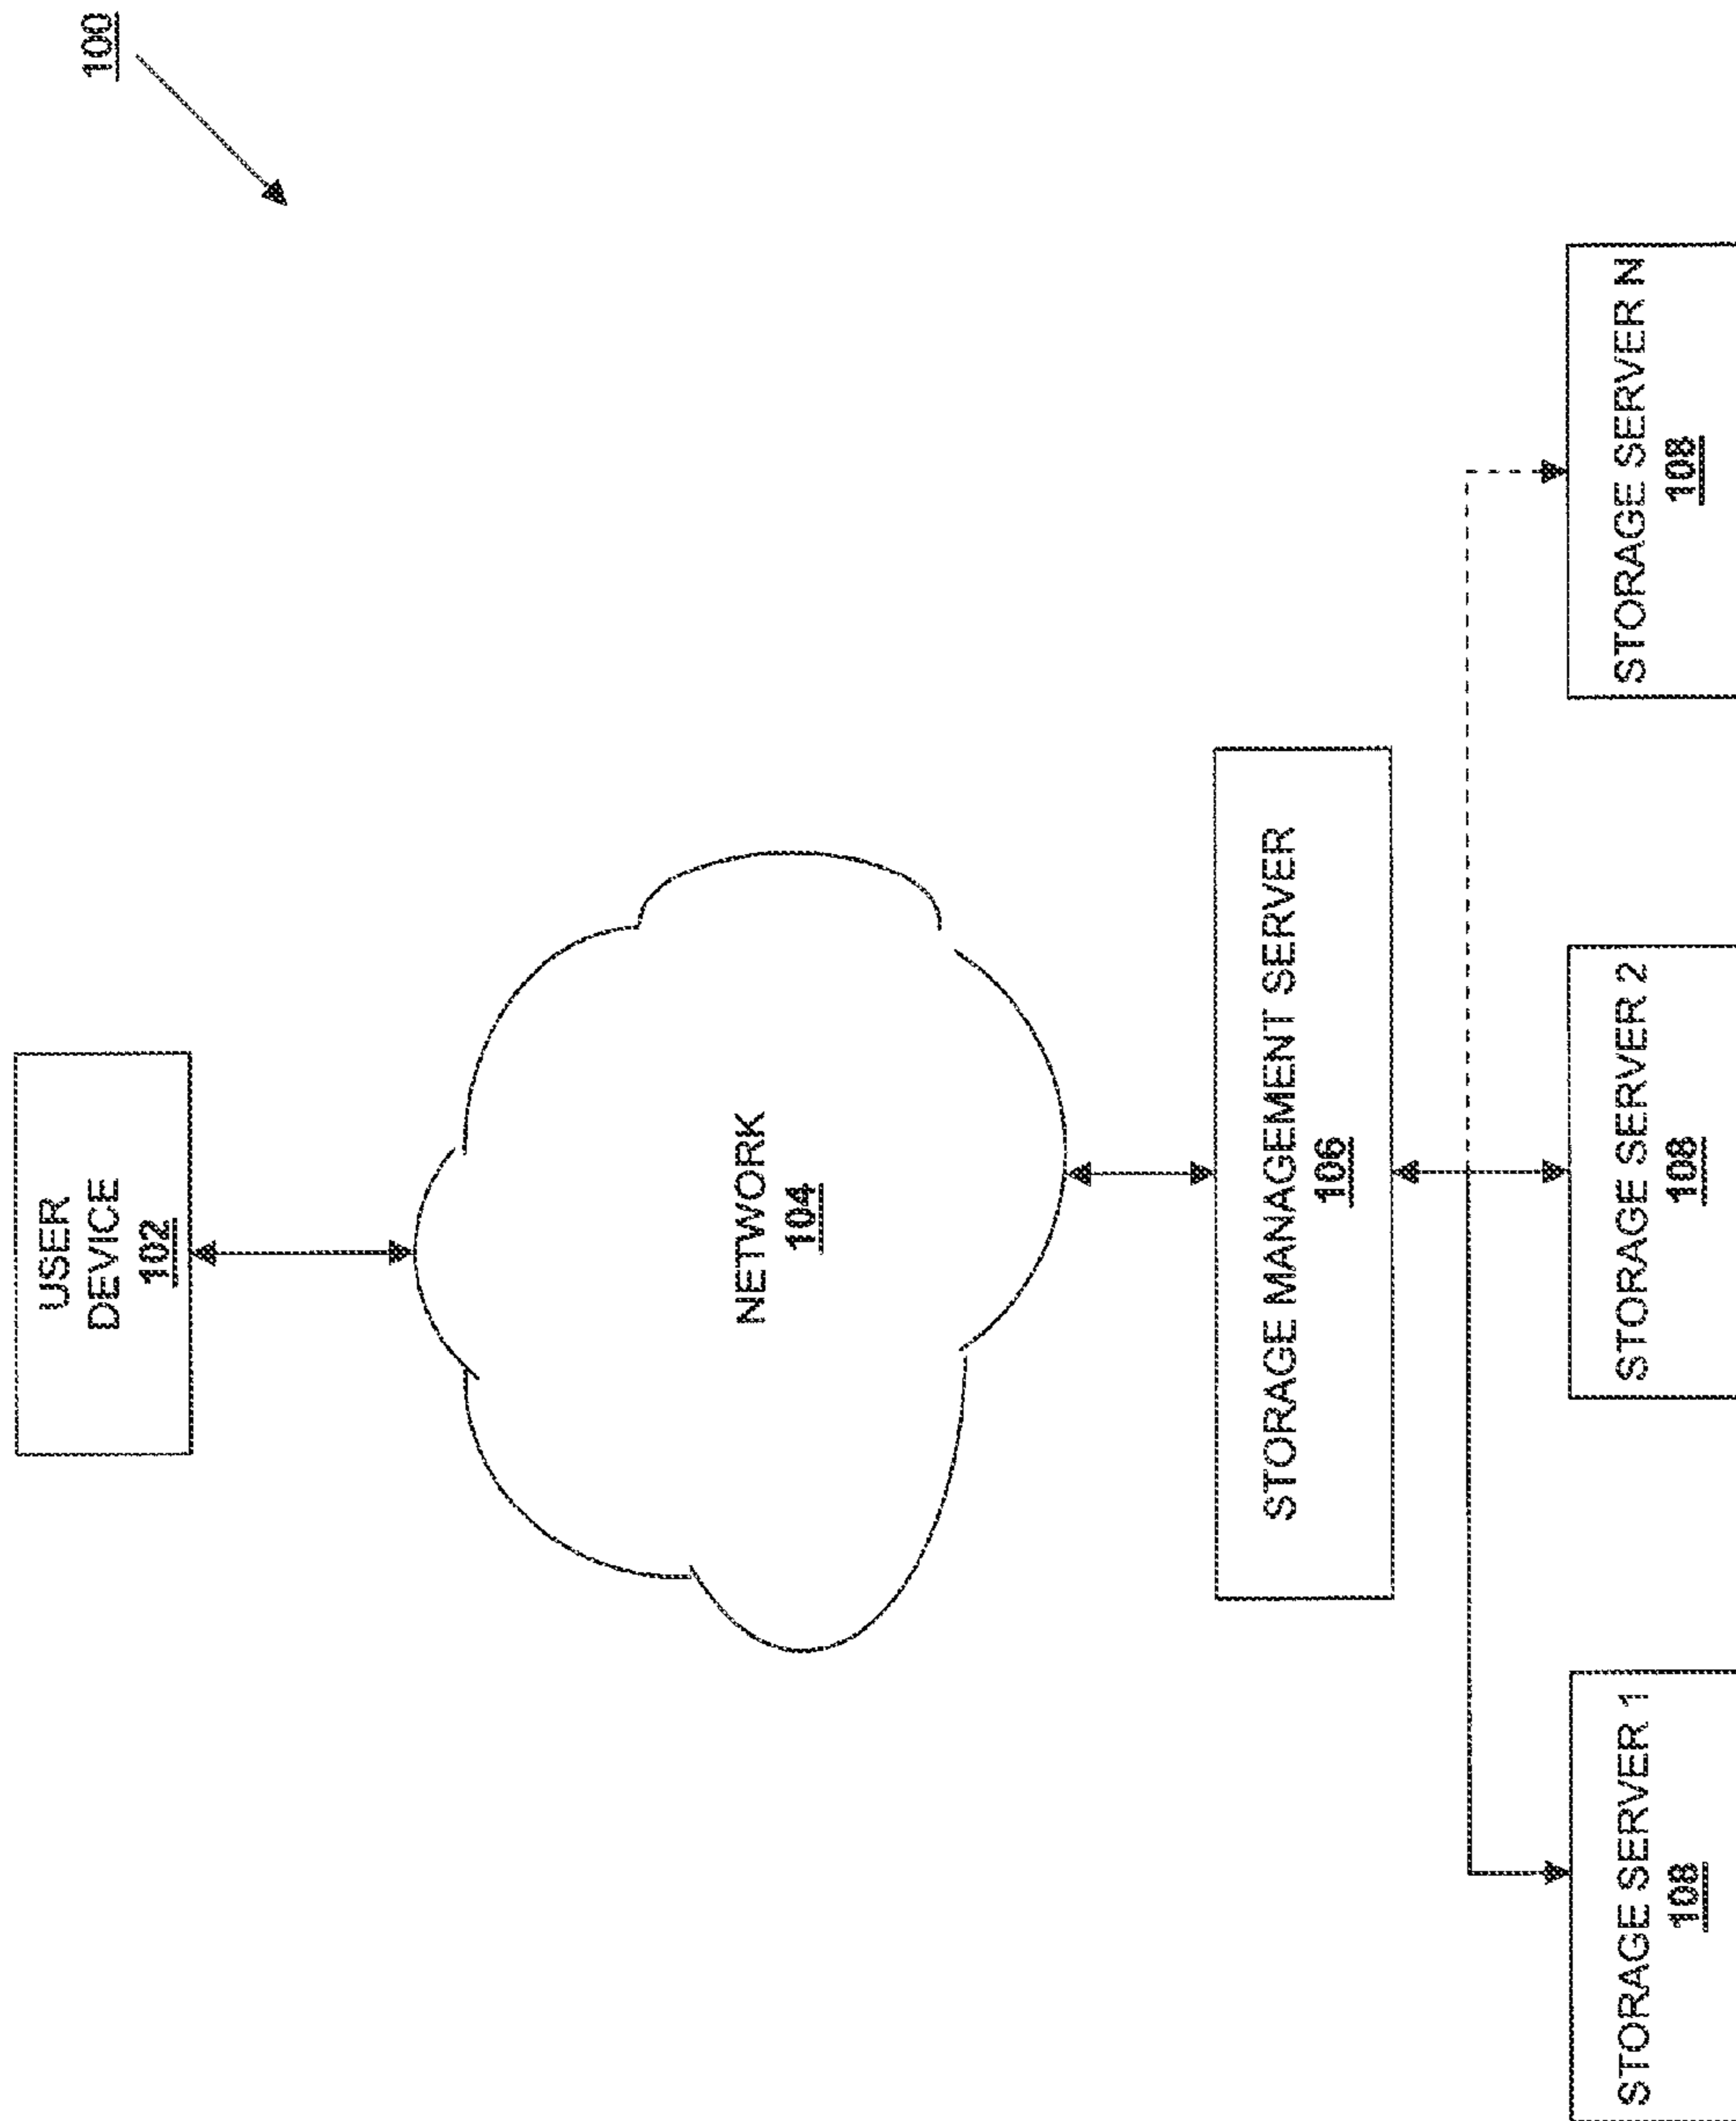 100
USER
DEVICE
102
NETWORK
104
STORAGE MANAGEMENT SERVER
106
STORAGE SERVER 1
108
STORAGE SERVER 2
108
STORAGE SERVER N
108